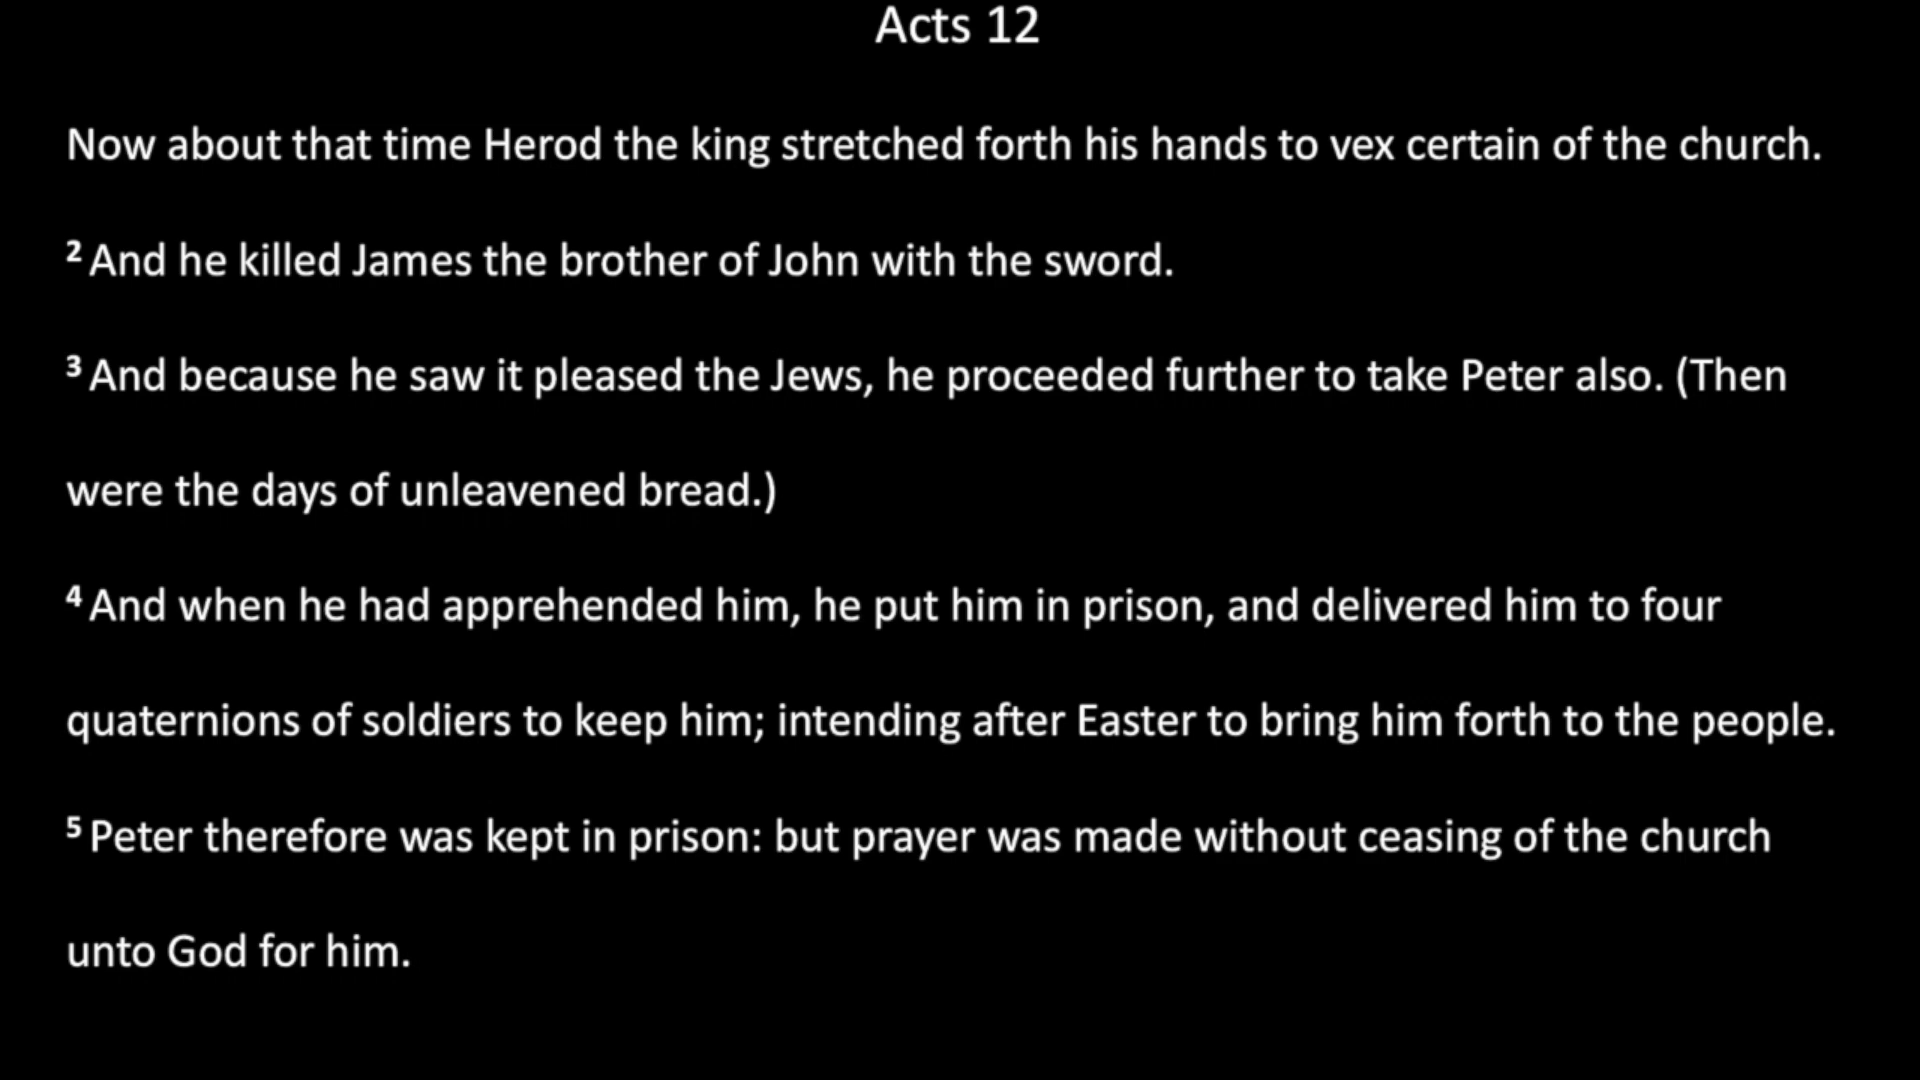 Acts 12
Now about that time Herod the king stretched forth his hands to vex certain of the church.
2 And he killed James the brother of John with the sword.
3 And because he saw it pleased the Jews, he proceeded further to take Peter also. (Then
were the days of unleavened bread.)
4 And when he had apprehended him, he put him in prison, and delivered him to four
quaternions of soldiers to keep him; intending after Easter to bring him forth to the people.
5 Peter therefore was kept in prison: but prayer was made without ceasing of the church
unto God for him.